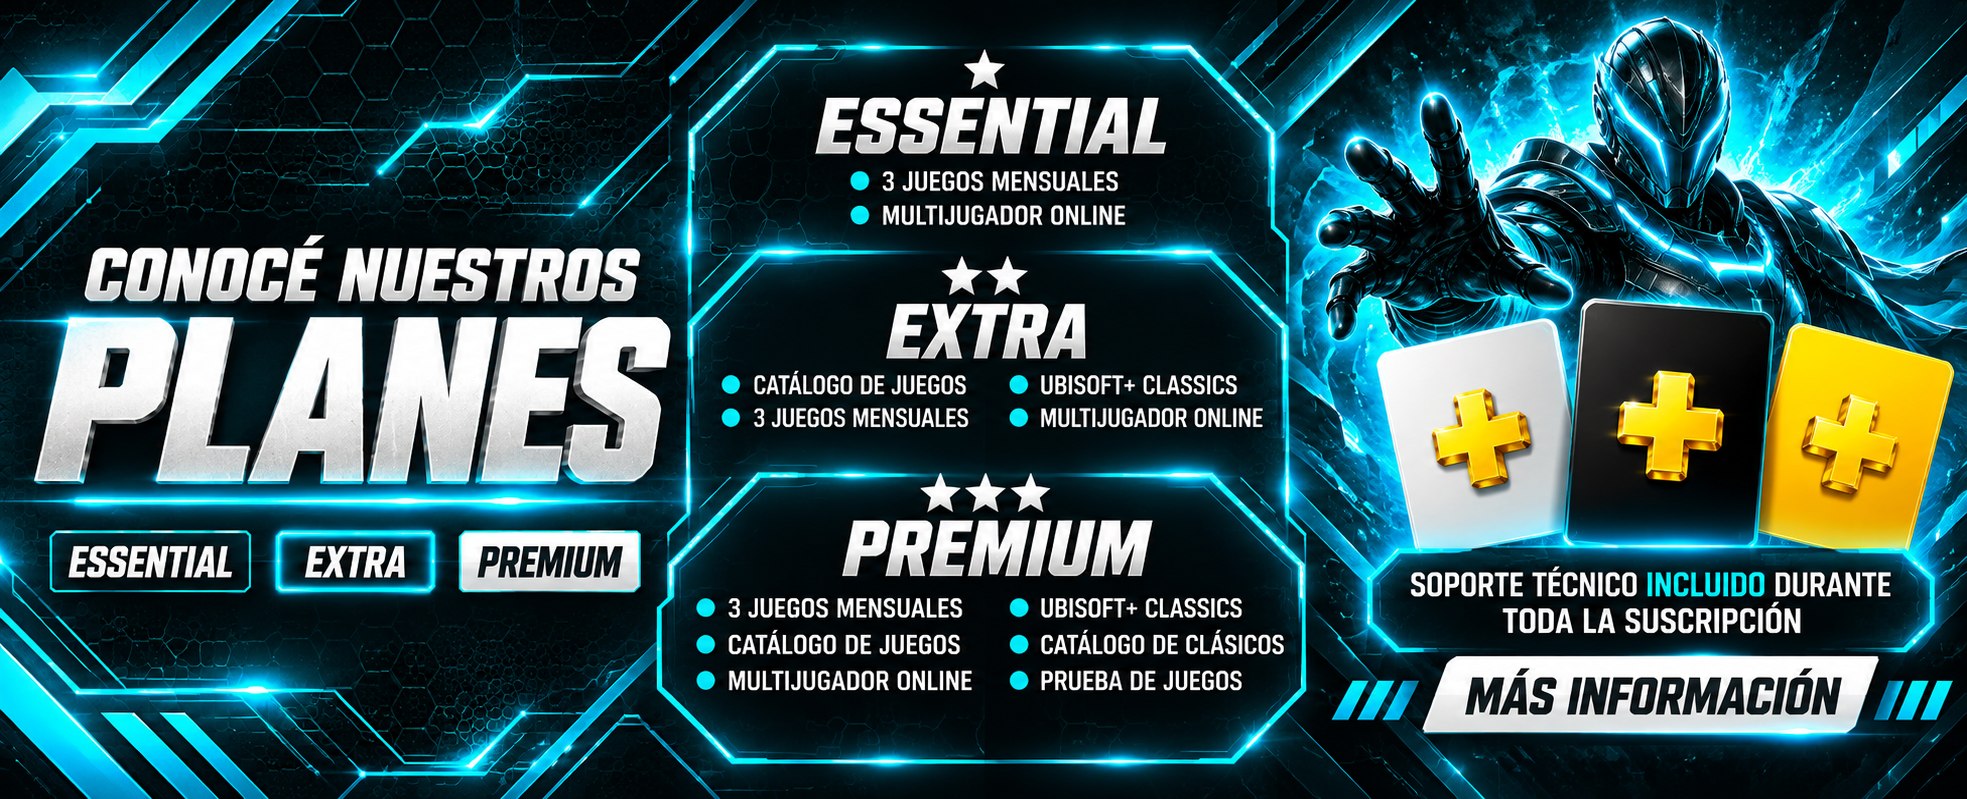 CONOCÉ NUESTROS
PLANES
ESSENTIAL
EXTRA
PREMIUM
ESSENTIAL
3 JUEGOS MENSUALES
MULTIJUGADOR ONLINE
EXTRA
CATÁLOGO DE JUEGOS
3 JUEGOS MENSUALES
UBISOFT+ CLASSICS
MULTIJUGADOR ONLINE
PREMIUM
3 JUEGOS MENSUALES
CATÁLOGO DE JUEGOS
MULTIJUGADOR ONLINE
UBISOFT+ CLASSICS
CATÁLOGO DE CLÁSICOS
PRUEBA DE JUEGOS
SOPORTE TÉCNICO INCLUIDO DURANTE
TODA LA SUSCRIPCIÓN
MÁS INFORMACIÓN